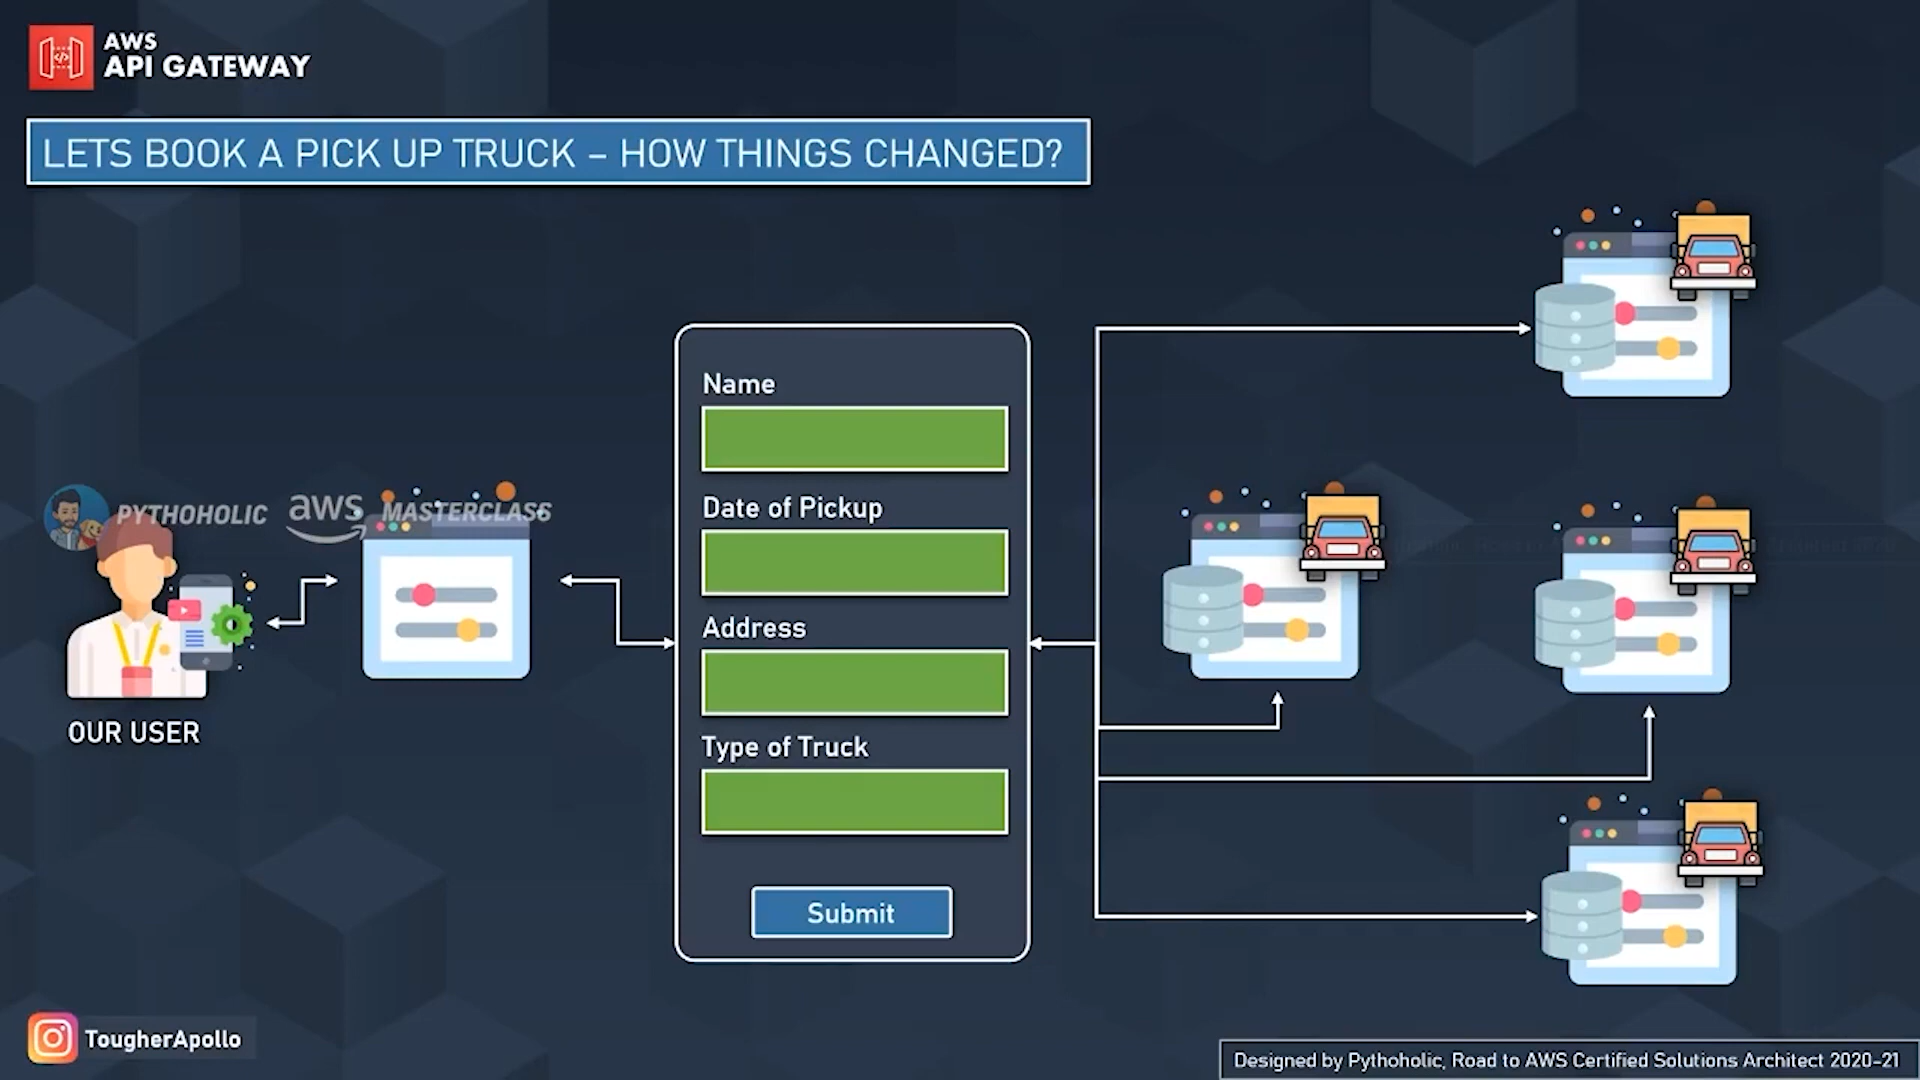 AWS
API GATEWAY
LETS BOOK A PICK UP TRUCK – HOW THINGS CHANGED?
Name
Date of Pickup
Address
Type of Truck
Submit
PYTHOHOLIC aws MASTERCLASS
OUR USER
TougherApollo
Designed by Pythoholic, Road to AWS Certified Solutions Architect 2020-21